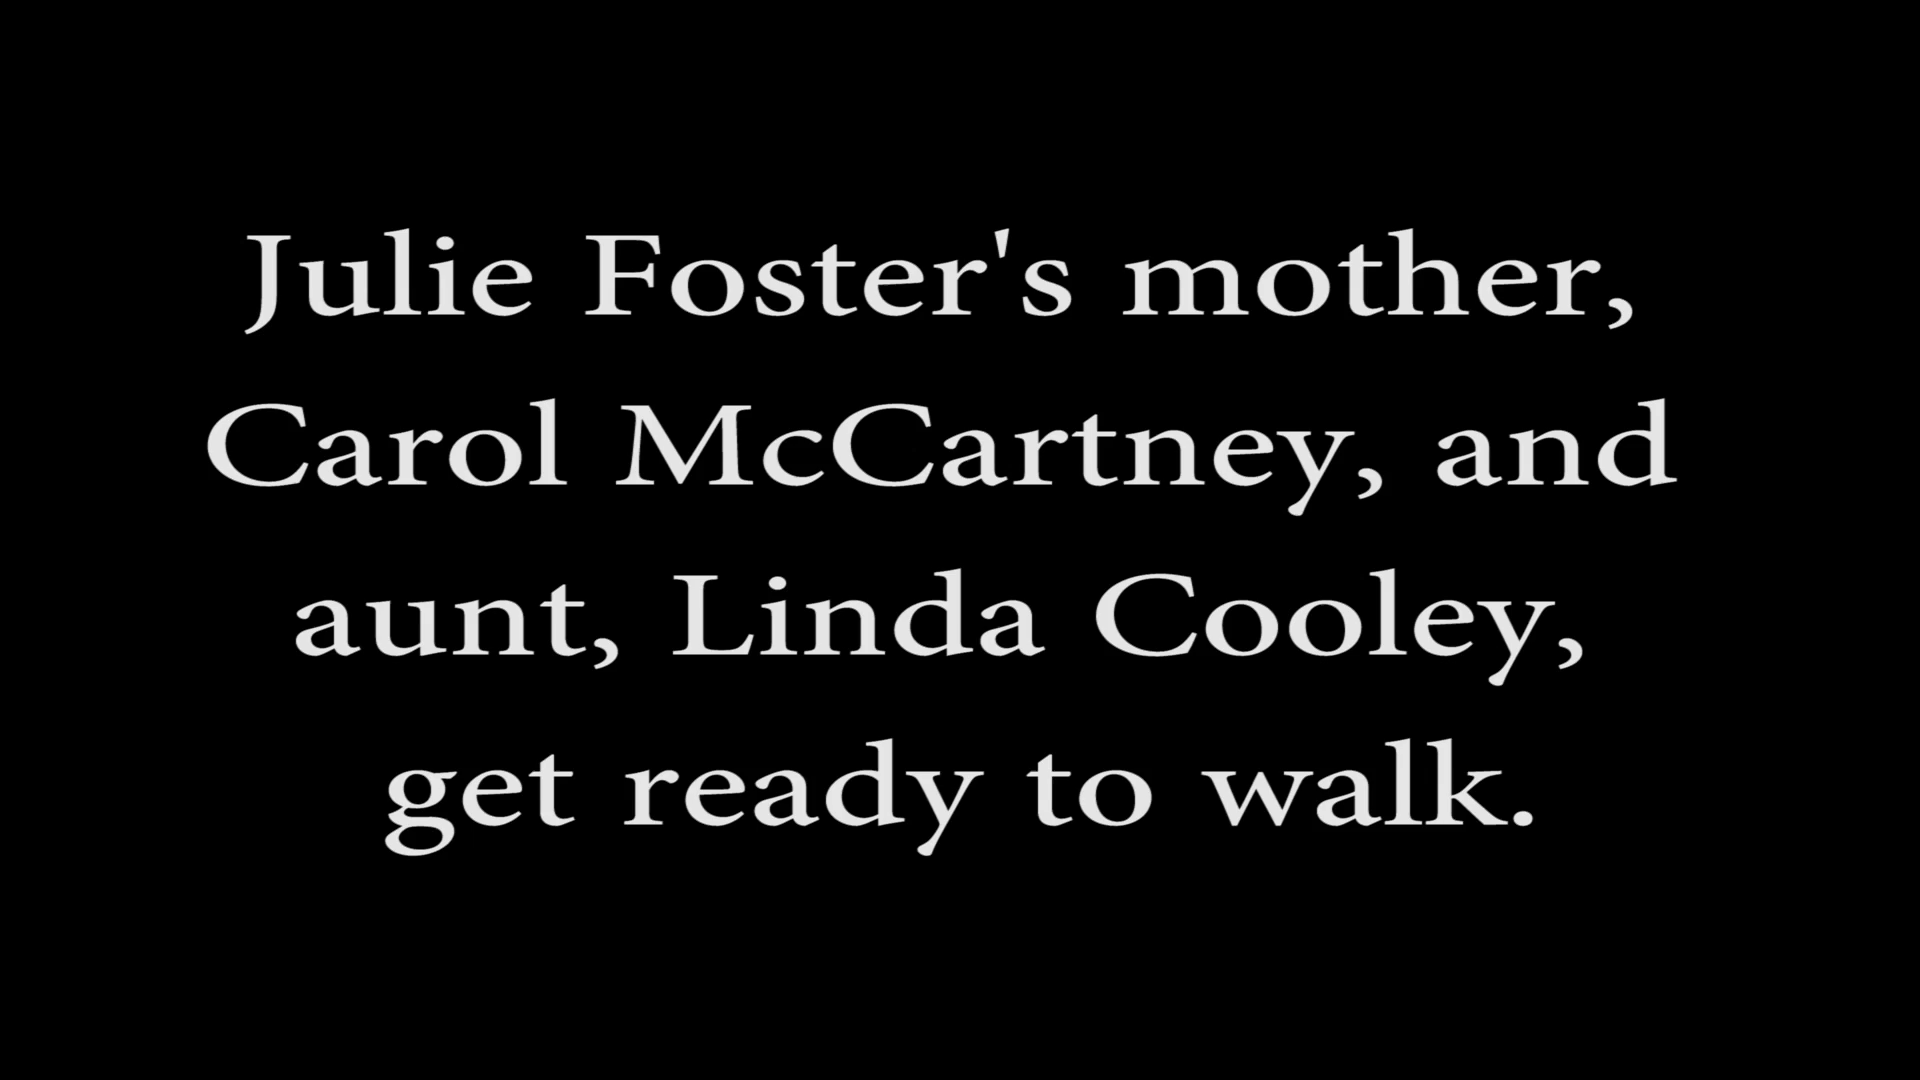 Julie Foster's mother,
Carol McCartney, and
aunt, Linda Cooley,
get ready to walk.